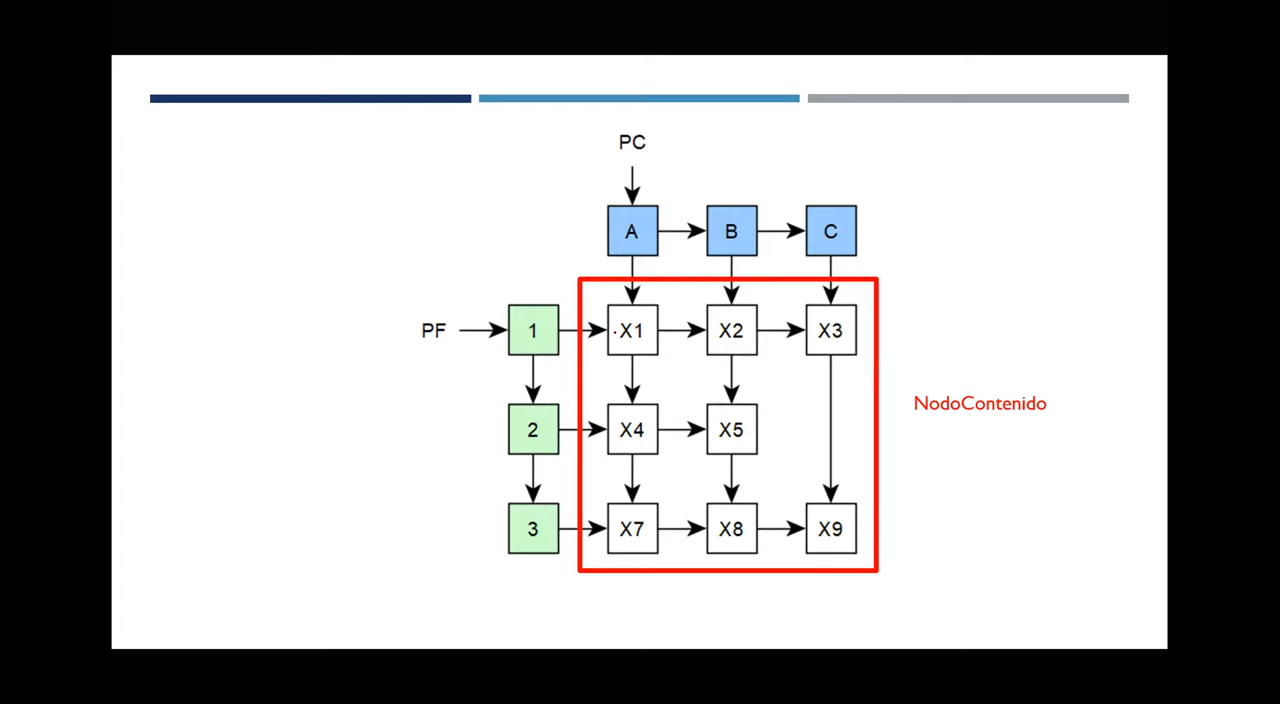 PC
A B C
PF 1 X1 X2 X3
NodoContenido
2 X4 X5
3 X7 X8 X9